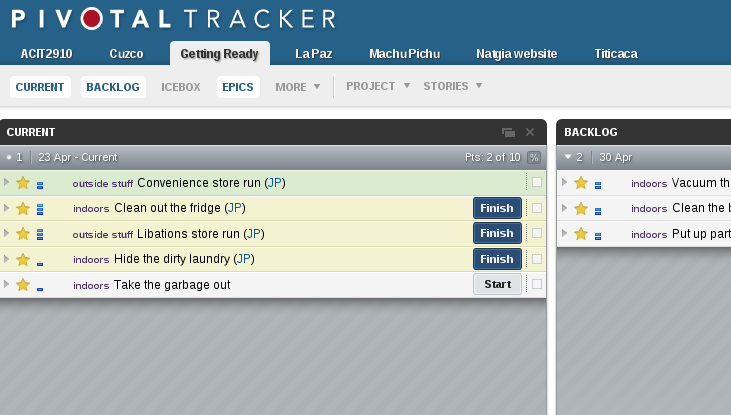 PIVOTAL TRACKER
ACIT2910 Cuzco Getting Ready La Paz Machu Pichu Natgia website Titicaca
CURRENT BACKLOG ICEBOX EPICS MORE PROJECT STORIES
CURRENT
1 23 Apr - Current Pts: 2 of 10 %
outside stuff Convenience store run (JP)
indoors Clean out the fridge (JP) Finish
outside stuff Libations store run (JP) Finish
indoors Hide the dirty laundry (JP) Finish
indoors Take the garbage out Start
BACKLOG
2 30 Apr
indoors Vacuum th
indoors Clean the b
indoors Put up part